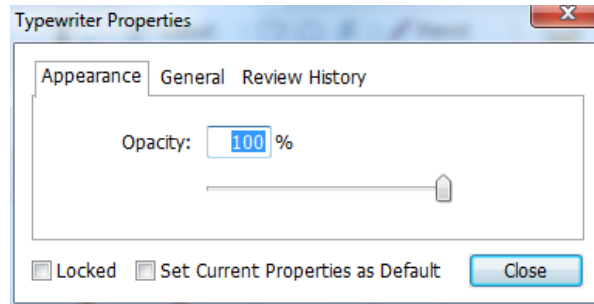 Typewriter Properties
Appearance General Review History
Opacity: 100 %
Locked Set Current Properties as Default Close